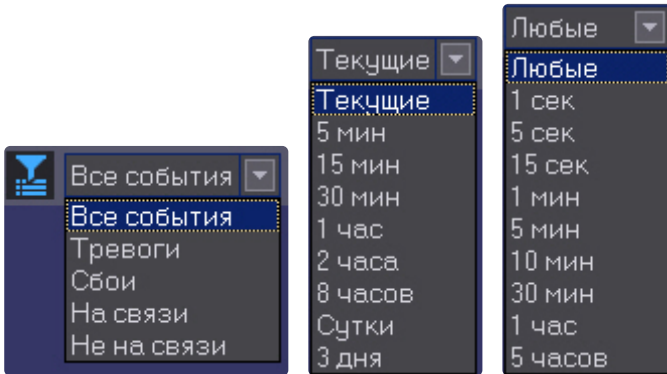 Все события
Все события
Тревоги
Сбои
На связи
Не на связи
Текущие
Текущие
5 мин
15 мин
30 мин
1 час
2 часа
8 часов
Сутки
3 дня
Любые
Любые
1 сек
5 сек
15 сек
1 мин
5 мин
10 мин
30 мин
1 час
5 часов